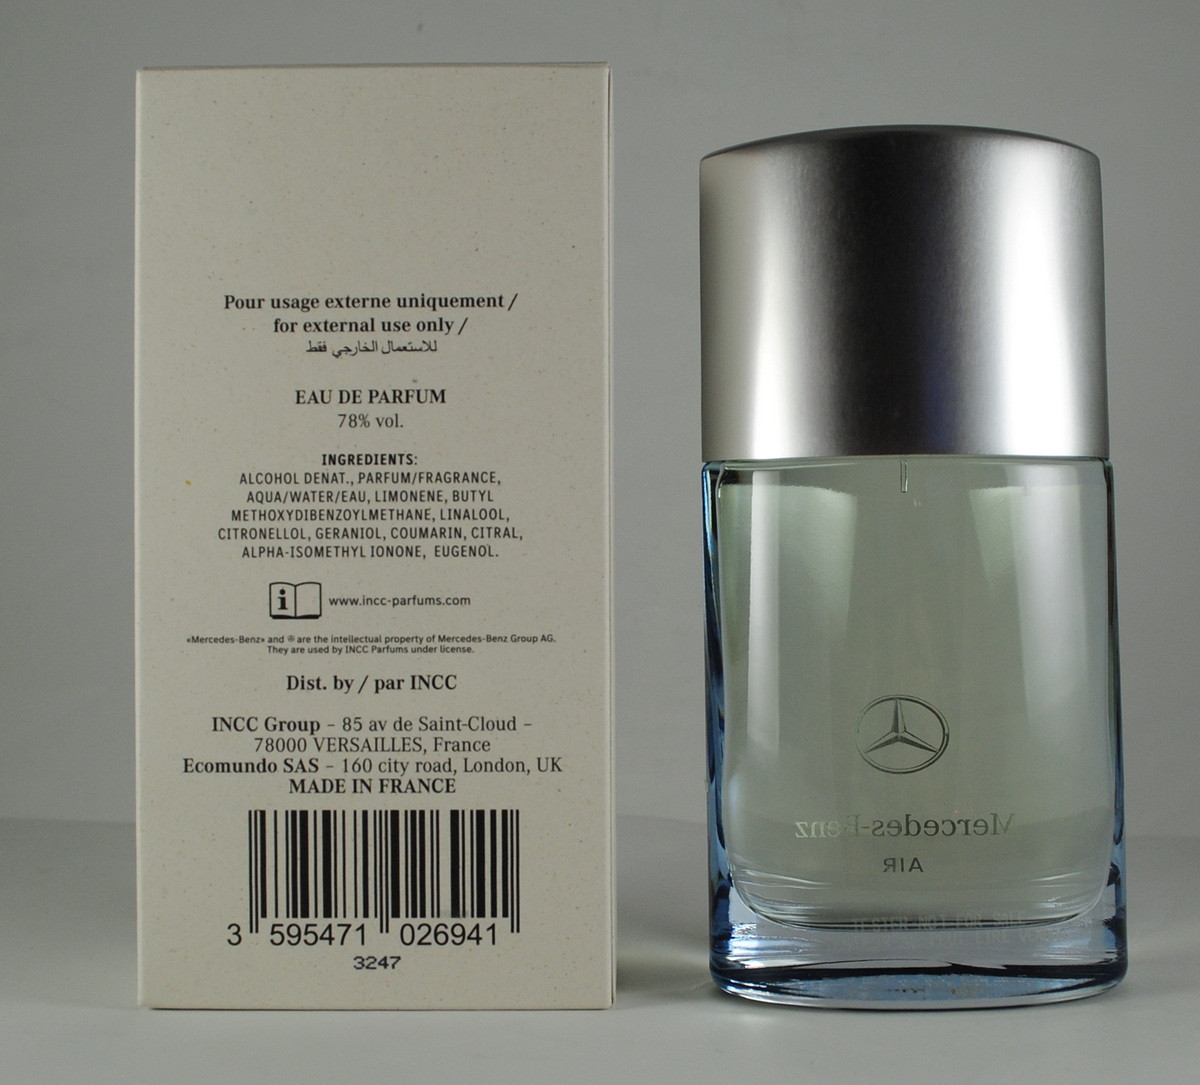 Pour usage externe uniquement /
for external use only /
للاستعمال الخارجي فقط
EAU DE PARFUM
78% vol.
INGREDIENTS:
ALCOHOL DENAT., PARFUM/FRAGRANCE,
AQUA/WATER/EAU, LIMONENE, BUTYL
METHOXYDIBENZOYLMETHANE, LINALOOL,
CITRONELLOL, GERANIOL, COUMARIN, CITRAL,
ALPHA-ISOMETHYL IONONE, EUGENOL.
i www.incc-parfums.com
«Mercedes-Benz» and ® are the intellectual property of Mercedes-Benz Group AG.
They are used by INCC Parfums under license.
Dist. by / par INCC
INCC Group – 85 av de Saint-Cloud –
78000 VERSAILLES, France
Ecomundo SAS – 160 city road, London, UK
MADE IN FRANCE
3 595471 026941
3247
Mercedes-Benz
AIR
TESTER NOT FOR SALE